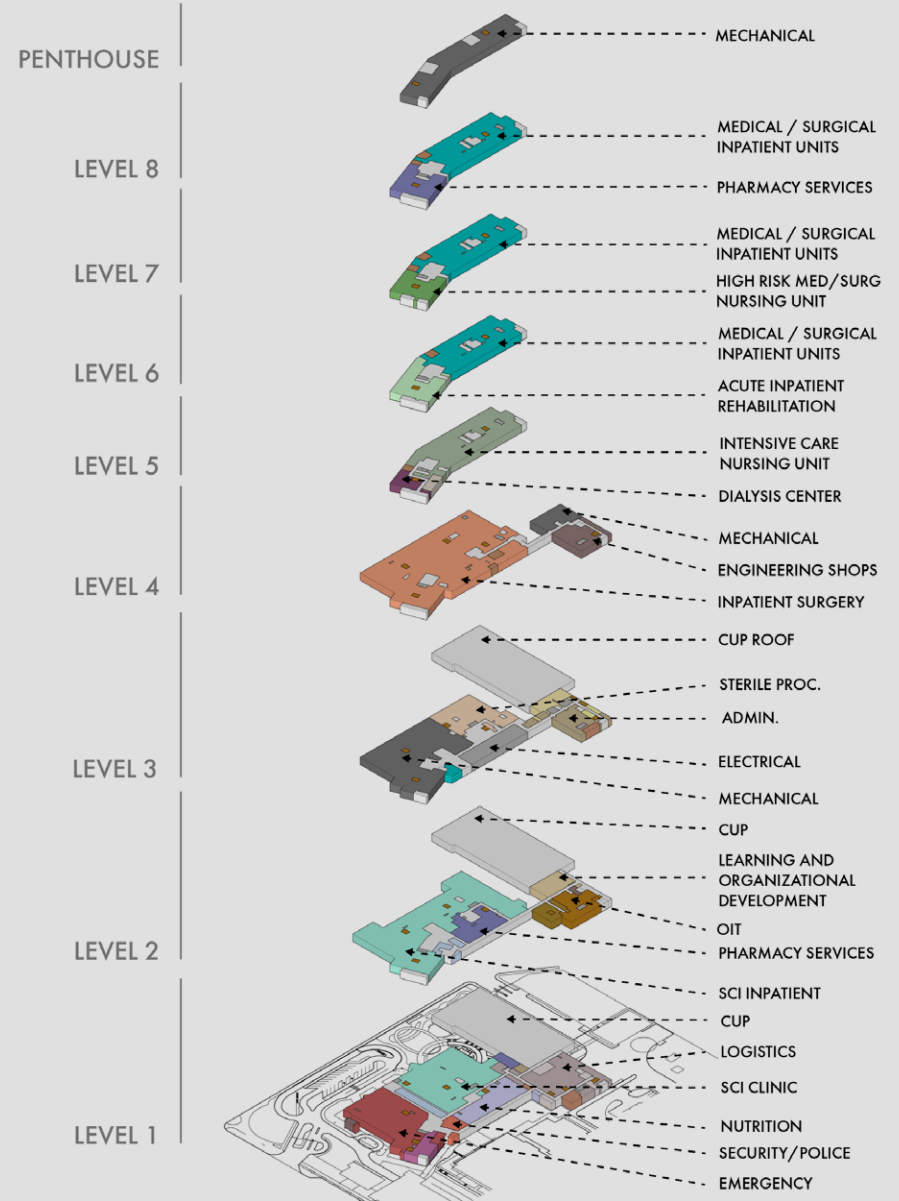 PENTHOUSE
MECHANICAL
LEVEL 8
MEDICAL / SURGICAL
INPATIENT UNITS
PHARMACY SERVICES
LEVEL 7
MEDICAL / SURGICAL
INPATIENT UNITS
HIGH RISK MED/SURG
NURSING UNIT
LEVEL 6
MEDICAL / SURGICAL
INPATIENT UNITS
ACUTE INPATIENT
REHABILITATION
LEVEL 5
INTENSIVE CARE
NURSING UNIT
DIALYSIS CENTER
LEVEL 4
MECHANICAL
ENGINEERING SHOPS
INPATIENT SURGERY
LEVEL 3
CUP ROOF
STERILE PROC.
ADMIN.
ELECTRICAL
MECHANICAL
LEVEL 2
CUP
LEARNING AND
ORGANIZATIONAL
DEVELOPMENT
OIT
PHARMACY SERVICES
SCI INPATIENT
LEVEL 1
CUP
LOGISTICS
SCI CLINIC
NUTRITION
SECURITY/POLICE
EMERGENCY